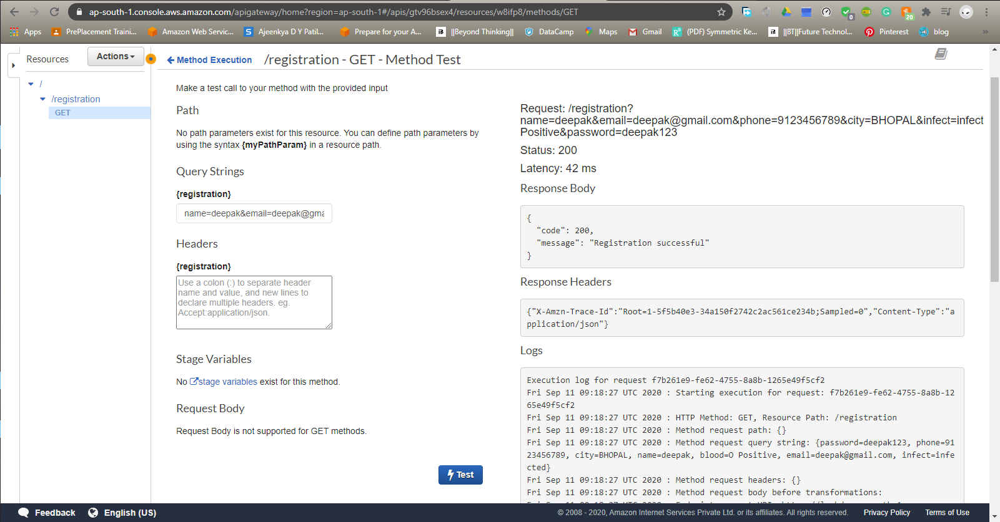 ap-south-1.console.aws.amazon.com/apigateway/home?region=ap-south-1#/apis/gtv96bsex4/resources/w8ifp8/methods/GET
0
20
Apps
PrePlacement Traini...
Amazon Web Servic...
S
Ajeenkya D Y Patil...
Prepare for your A...
||Beyond Thinking||
DataCamp
Maps
Gmail
(PDF) Symmetric Ke...
||BT||Future Technol...
Pinterest
blog
»
Resources
Actions
Method Execution
/registration - GET - Method Test
/
/registration
GET
Make a test call to your method with the provided input
Path
No path parameters exist for this resource. You can define path parameters by
using the syntax {myPathParam} in a resource path.
Query Strings
{registration}
name=deepak&email=deepak@gma
Headers
{registration}
Use a colon (:) to separate header
name and value, and new lines to
declare multiple headers. eg.
Accept:application/json.
Stage Variables
No stage variables exist for this method.
Request Body
Request Body is not supported for GET methods.
Test
Request: /registration?
name=deepak&email=deepak@gmail.com&phone=9123456789&city=BHOPAL&infect=infect
Positive&password=deepak123
Status: 200
Latency: 42 ms
Response Body
{
"code": 200,
"message": "Registration successful"
}
Response Headers
{"X-Amzn-Trace-Id":"Root=1-5f5b40e3-34a150f2742c2ac561ce234b;Sampled=0","Content-Type":"a
pplication/json"}
Logs
Execution log for request f7b261e9-fe62-4755-8a8b-1265e49f5cf2
Fri Sep 11 09:18:27 UTC 2020 : Starting execution for request: f7b261e9-fe62-4755-8a8b-12
65e49f5cf2
Fri Sep 11 09:18:27 UTC 2020 : HTTP Method: GET, Resource Path: /registration
Fri Sep 11 09:18:27 UTC 2020 : Method request path: {}
Fri Sep 11 09:18:27 UTC 2020 : Method request query string: {password=deepak123, phone=91
23456789, city=BHOPAL, name=deepak, blood=O Positive, email=deepak@gmail.com, infect=infe
cted}
Fri Sep 11 09:18:27 UTC 2020 : Method request headers: {}
Fri Sep 11 09:18:27 UTC 2020 : Method request body before transformations:
Feedback
English (US)
© 2008 - 2020, Amazon Internet Services Private Ltd. or its affiliates. All rights reserved.
Privacy Policy
Terms of Use